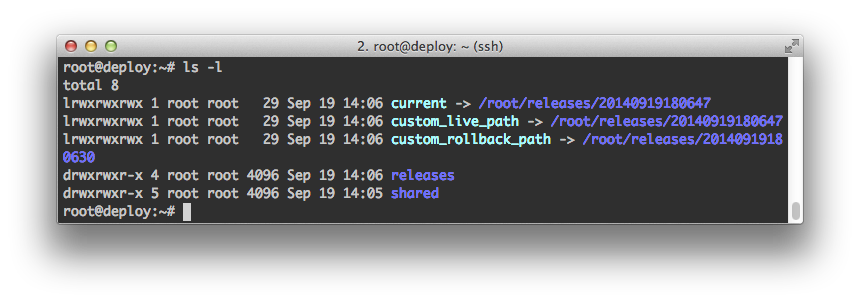 2. root@deploy: ~ (ssh)
root@deploy:~# ls -l
total 8
lrwxrwxrwx 1 root root   29 Sep 19 14:06 current -> /root/releases/20140919180647
lrwxrwxrwx 1 root root   29 Sep 19 14:06 custom_live_path -> /root/releases/20140919180647
lrwxrwxrwx 1 root root   29 Sep 19 14:06 custom_rollback_path -> /root/releases/2014091918
0630
drwxrwxr-x 4 root root 4096 Sep 19 14:06 releases
drwxrwxr-x 5 root root 4096 Sep 19 14:05 shared
root@deploy:~#